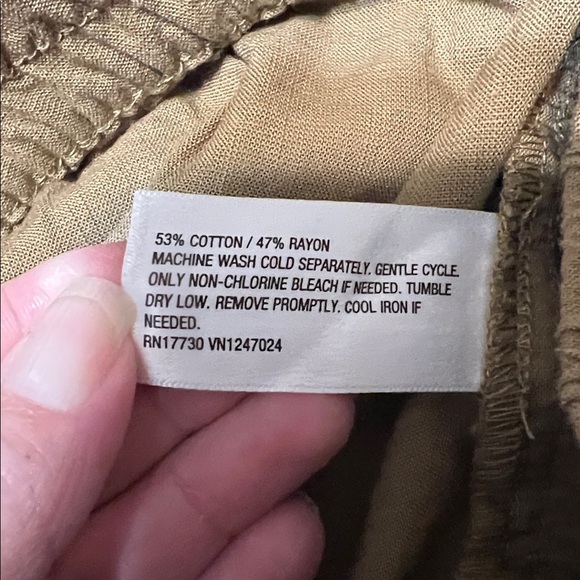 53% COTTON / 47% RAYON
MACHINE WASH COLD SEPARATELY. GENTLE CYCLE.
ONLY NON-CHLORINE BLEACH IF NEEDED. TUMBLE
DRY LOW. REMOVE PROMPTLY. COOL IRON IF
NEEDED.
RN17730 VN1247024